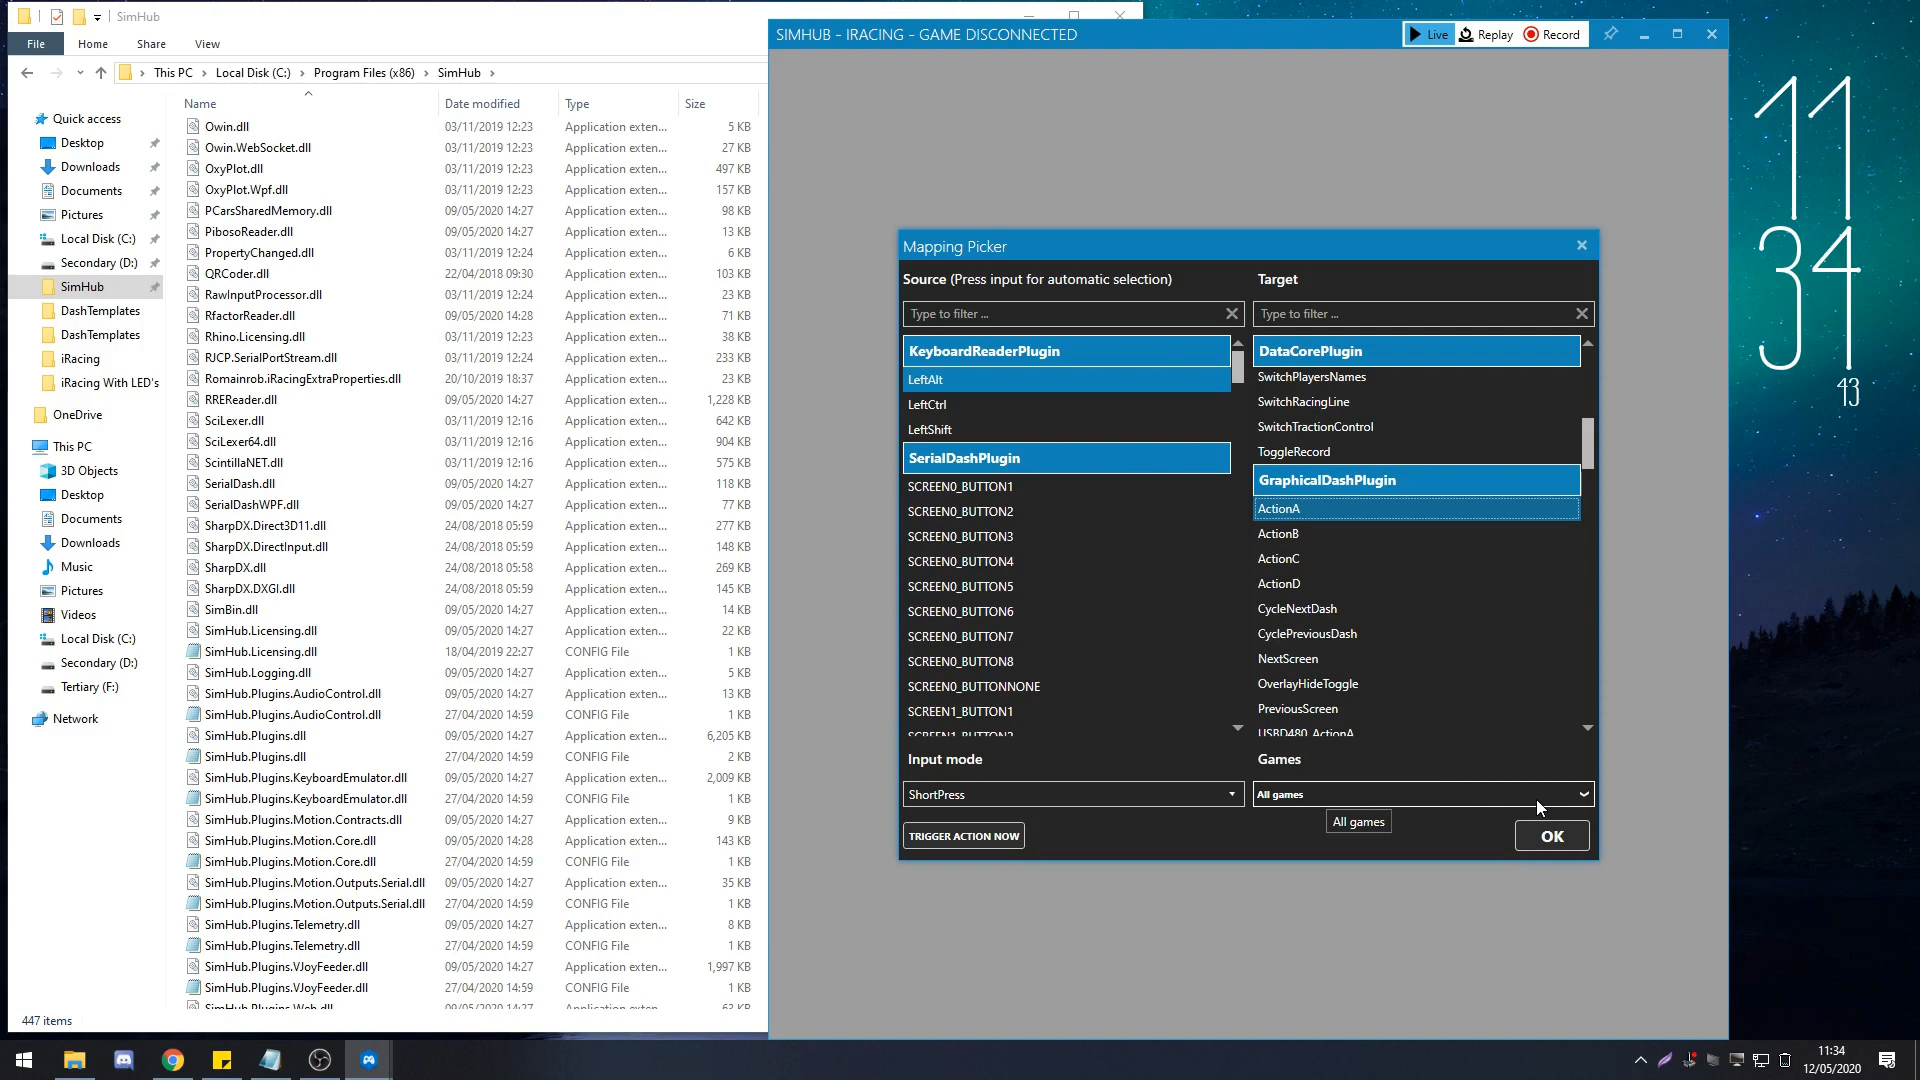 SimHub
File Home Share View
This PC Local Disk (C:) Program Files (x86) SimHub
Name Date modified Type Size
Quick access
Desktop
Downloads
Documents
Pictures
Local Disk (C:)
Secondary (D:)
SimHub
DashTemplates
DashTemplates
iRacing
iRacing With LED's
OneDrive
This PC
3D Objects
Desktop
Documents
Downloads
Music
Pictures
Videos
Local Disk (C:)
Secondary (D:)
Tertiary (F:)
Network
Owin.dll 03/11/2019 12:23 Application exten... 5 KB
Owin.WebSocket.dll 03/11/2019 12:23 Application exten... 27 KB
OxyPlot.dll 03/11/2019 12:23 Application exten... 497 KB
OxyPlot.Wpf.dll 03/11/2019 12:23 Application exten... 157 KB
PCarsSharedMemory.dll 09/05/2020 14:27 Application exten... 98 KB
PibosoReader.dll 09/05/2020 14:27 Application exten... 13 KB
PropertyChanged.dll 03/11/2019 12:24 Application exten... 6 KB
QRCoder.dll 22/04/2018 09:30 Application exten... 103 KB
RawInputProcessor.dll 03/11/2019 12:24 Application exten... 23 KB
RfactorReader.dll 09/05/2020 14:28 Application exten... 71 KB
Rhino.Licensing.dll 03/11/2019 12:23 Application exten... 38 KB
RJCP.SerialPortStream.dll 03/11/2019 12:24 Application exten... 233 KB
Romainrob.iRacingExtraProperties.dll 20/10/2019 18:37 Application exten... 23 KB
RREReader.dll 09/05/2020 14:27 Application exten... 1,228 KB
SciLexer.dll 03/11/2019 12:16 Application exten... 642 KB
SciLexer64.dll 03/11/2019 12:16 Application exten... 904 KB
ScintillaNET.dll 03/11/2019 12:16 Application exten... 575 KB
SerialDash.dll 09/05/2020 14:27 Application exten... 118 KB
SerialDashWPF.dll 09/05/2020 14:27 Application exten... 77 KB
SharpDX.Direct3D11.dll 24/08/2018 05:59 Application exten... 277 KB
SharpDX.DirectInput.dll 24/08/2018 05:59 Application exten... 148 KB
SharpDX.dll 24/08/2018 05:58 Application exten... 269 KB
SharpDX.DXGI.dll 24/08/2018 05:59 Application exten... 145 KB
SimBin.dll 09/05/2020 14:27 Application exten... 14 KB
SimHub.Licensing.dll 09/05/2020 14:27 Application exten... 22 KB
SimHub.Licensing.dll 18/04/2019 22:27 CONFIG File 1 KB
SimHub.Logging.dll 09/05/2020 14:27 Application exten... 5 KB
SimHub.Plugins.AudioControl.dll 09/05/2020 14:27 Application exten... 13 KB
SimHub.Plugins.AudioControl.dll 27/04/2020 14:59 CONFIG File 1 KB
SimHub.Plugins.dll 09/05/2020 14:27 Application exten... 6,205 KB
SimHub.Plugins.dll 27/04/2020 14:59 CONFIG File 2 KB
SimHub.Plugins.KeyboardEmulator.dll 09/05/2020 14:27 Application exten... 2,009 KB
SimHub.Plugins.KeyboardEmulator.dll 27/04/2020 14:59 CONFIG File 1 KB
SimHub.Plugins.Motion.Contracts.dll 09/05/2020 14:27 Application exten... 9 KB
SimHub.Plugins.Motion.Core.dll 09/05/2020 14:28 Application exten... 143 KB
SimHub.Plugins.Motion.Core.dll 27/04/2020 14:59 CONFIG File 1 KB
SimHub.Plugins.Motion.Outputs.Serial.dll 09/05/2020 14:27 Application exten... 35 KB
SimHub.Plugins.Motion.Outputs.Serial.dll 27/04/2020 14:59 CONFIG File 1 KB
SimHub.Plugins.Telemetry.dll 09/05/2020 14:27 Application exten... 8 KB
SimHub.Plugins.Telemetry.dll 27/04/2020 14:59 CONFIG File 1 KB
SimHub.Plugins.VJoyFeeder.dll 09/05/2020 14:27 Application exten... 1,997 KB
SimHub.Plugins.VJoyFeeder.dll 27/04/2020 14:59 CONFIG File 1 KB
SimHub.Plugins.Web.dll 09/05/2020 14:27 Application exten... 63 KB
447 items
SIMHUB - IRACING - GAME DISCONNECTED
Live Replay Record
Mapping Picker
Source (Press input for automatic selection)
Type to filter ...
KeyboardReaderPlugin
LeftAlt
LeftCtrl
LeftShift
SerialDashPlugin
SCREEN0_BUTTON1
SCREEN0_BUTTON2
SCREEN0_BUTTON3
SCREEN0_BUTTON4
SCREEN0_BUTTON5
SCREEN0_BUTTON6
SCREEN0_BUTTON7
SCREEN0_BUTTON8
SCREEN0_BUTTONNONE
SCREEN1_BUTTON1
SCREEN1_BUTTON2
Input mode
ShortPress
TRIGGER ACTION NOW
Target
Type to filter ...
DataCorePlugin
SwitchPlayersNames
SwitchRacingLine
SwitchTractionControl
ToggleRecord
GraphicalDashPlugin
ActionA
ActionB
ActionC
ActionD
CycleNextDash
CyclePreviousDash
NextScreen
OverlayHideToggle
PreviousScreen
USBD480_ActionA
Games
All games
All games
OK
11
34
43
11:34
12/05/2020